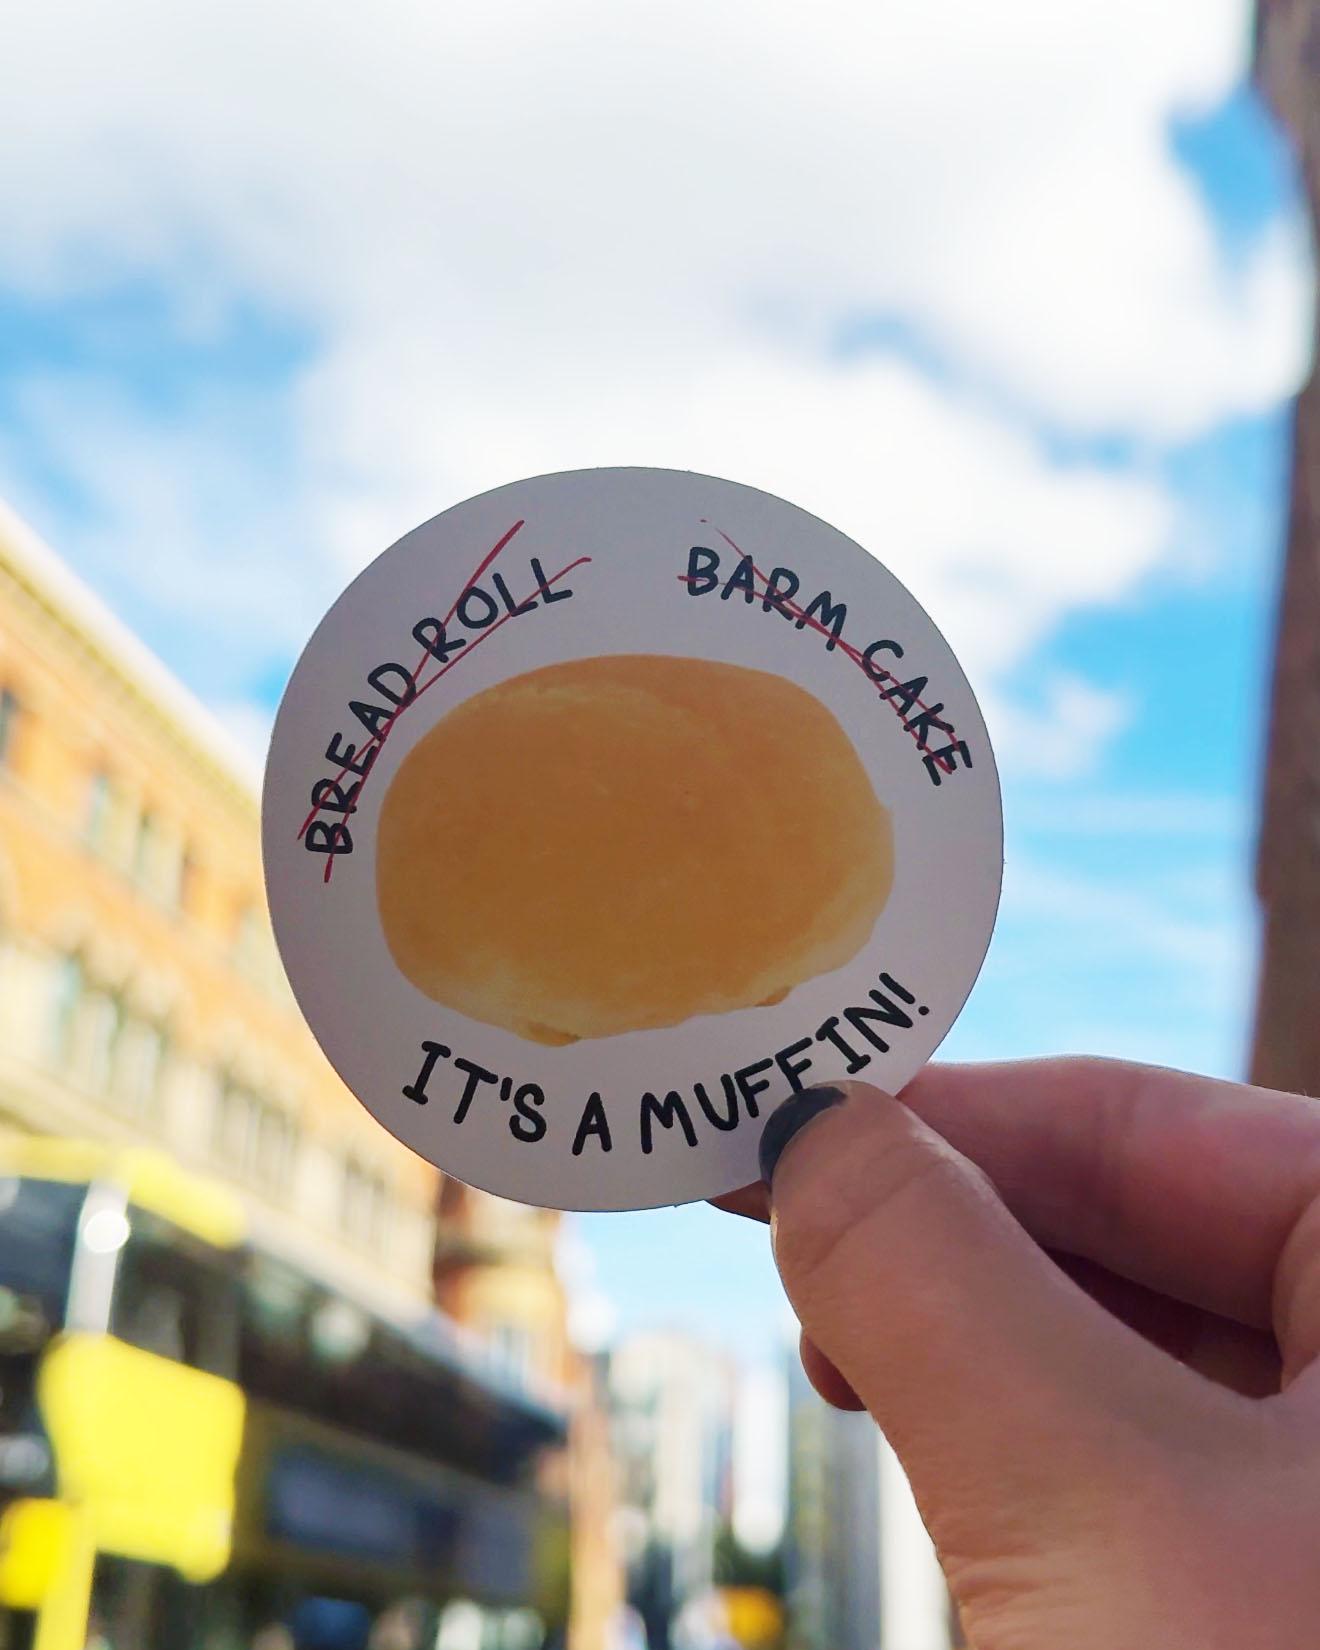 BREAD ROLL
BARM CAKE
IT'S A MUFFIN!